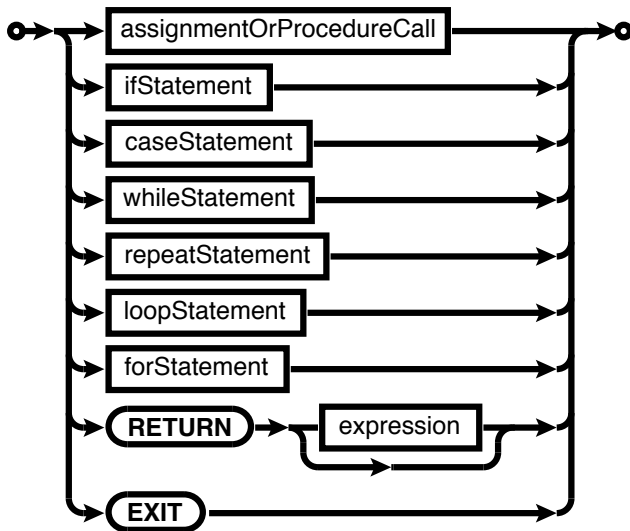 assignmentOrProcedureCall
ifStatement
caseStatement
whileStatement
repeatStatement
loopStatement
forStatement
RETURN expression
EXIT